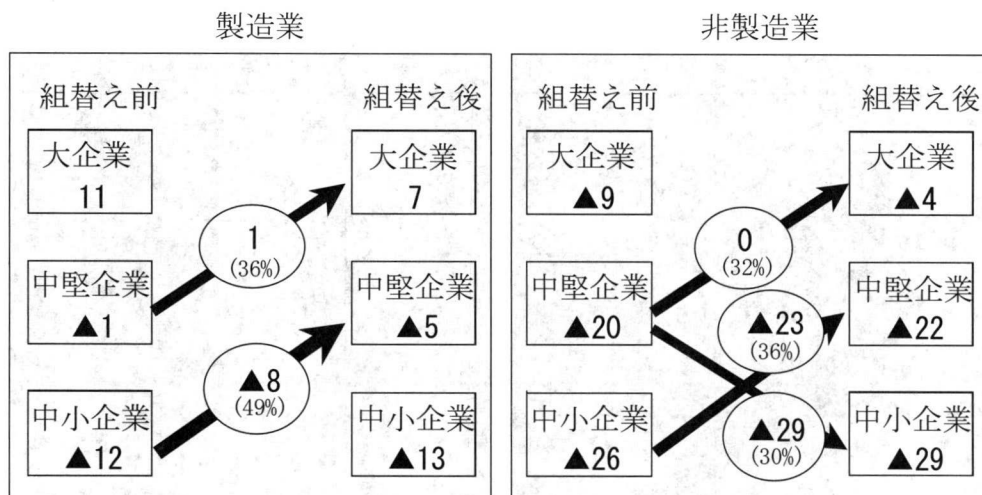 製造業
組替え前
組替え後
大企業
11
大企業
7
1
(36%)
中堅企業
▲1
中堅企業
▲5
▲8
(49%)
中小企業
▲12
中小企業
▲13
非製造業
組替え前
組替え後
大企業
▲9
大企業
▲4
0
(32%)
中堅企業
▲20
▲23
(36%)
中堅企業
▲22
中小企業
▲26
▲29
(30%)
中小企業
▲29